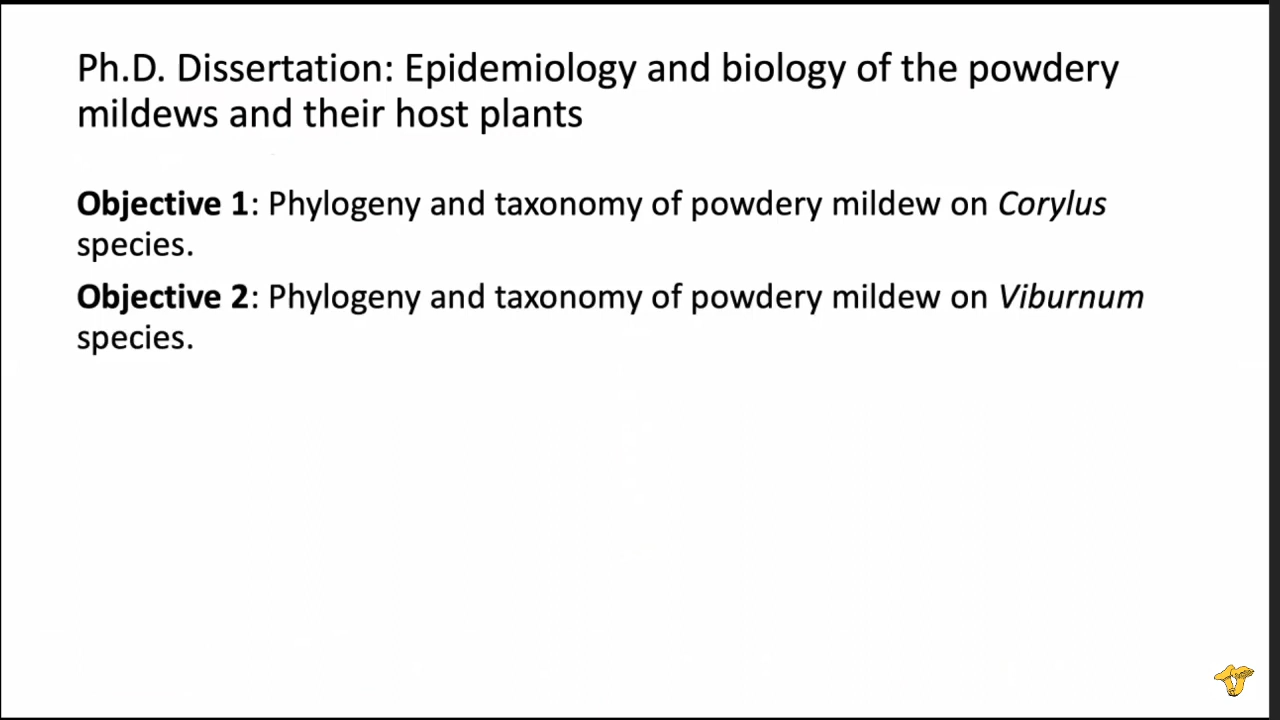 Ph.D. Dissertation: Epidemiology and biology of the powdery
mildews and their host plants
Objective 1: Phylogeny and taxonomy of powdery mildew on Corylus
species.
Objective 2: Phylogeny and taxonomy of powdery mildew on Viburnum
species.